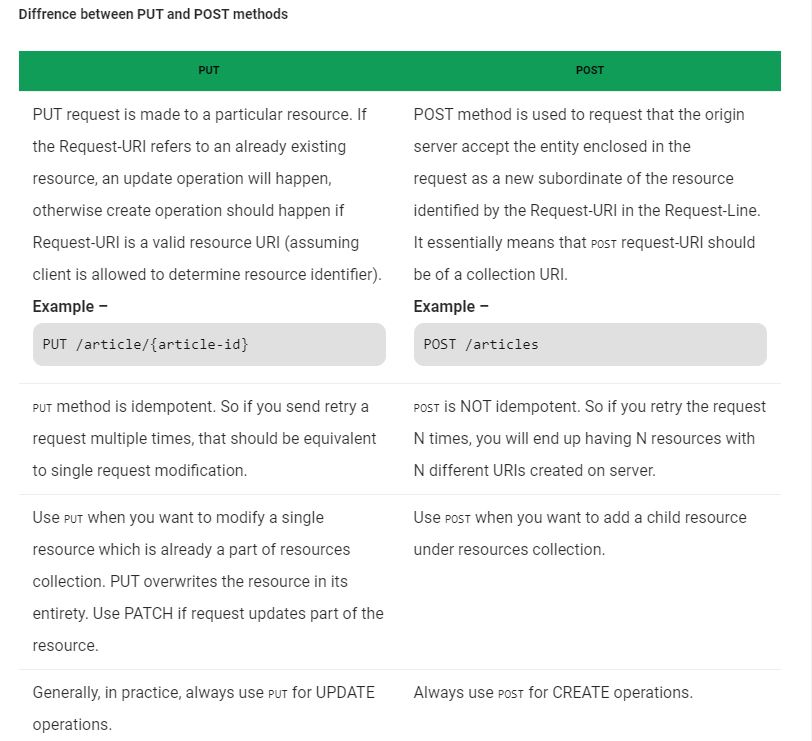 Diffrence between PUT and POST methods
PUT
POST
PUT request is made to a particular resource. If
the Request-URI refers to an already existing
resource, an update operation will happen,
otherwise create operation should happen if
Request-URI is a valid resource URI (assuming
client is allowed to determine resource identifier).
Example –
PUT /article/{article-id}
POST method is used to request that the origin
server accept the entity enclosed in the
request as a new subordinate of the resource
identified by the Request-URI in the Request-Line.
It essentially means that POST request-URI should
be of a collection URI.
Example –
POST /articles
PUT method is idempotent. So if you send retry a
request multiple times, that should be equivalent
to single request modification.
POST is NOT idempotent. So if you retry the request
N times, you will end up having N resources with
N different URIs created on server.
Use PUT when you want to modify a single
resource which is already a part of resources
collection. PUT overwrites the resource in its
entirety. Use PATCH if request updates part of the
resource.
Use POST when you want to add a child resource
under resources collection.
Generally, in practice, always use PUT for UPDATE
operations.
Always use POST for CREATE operations.